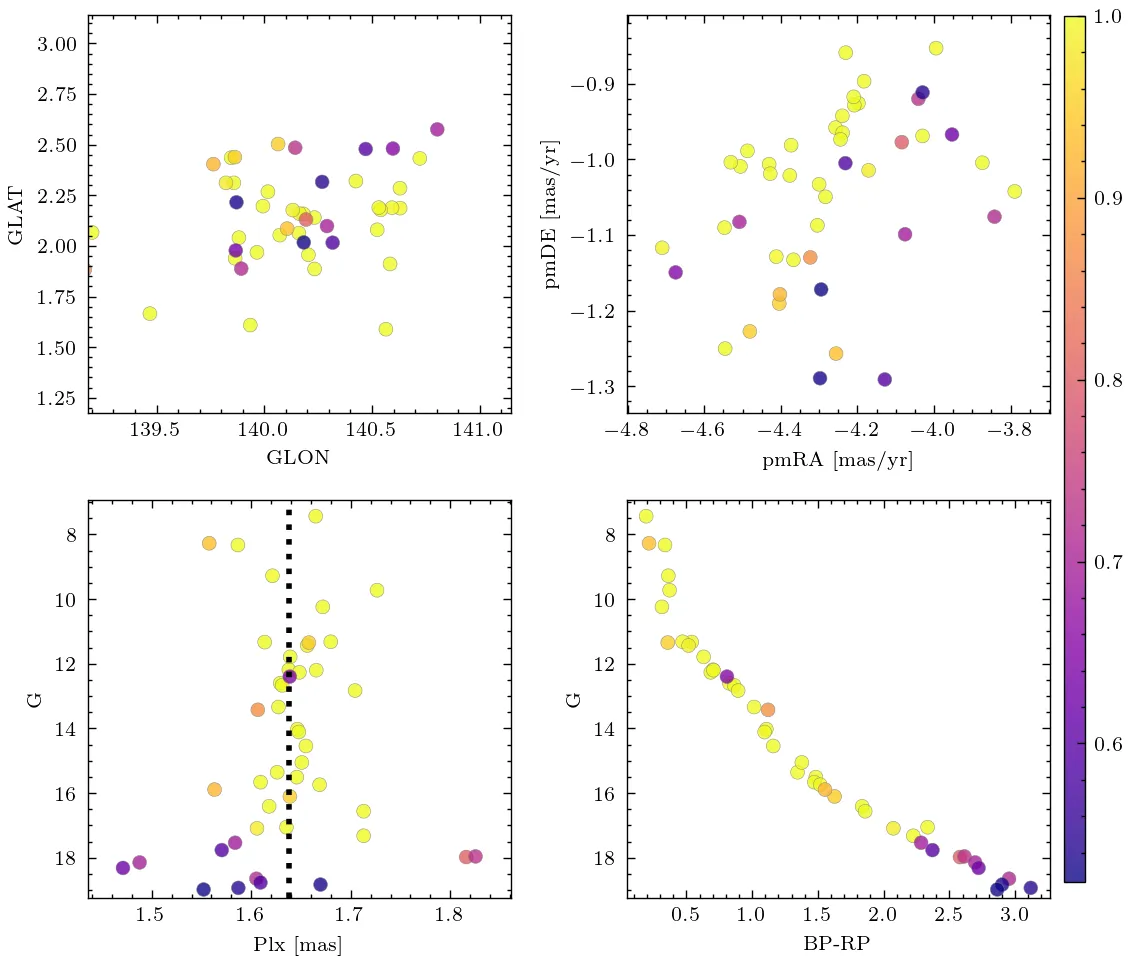 3.00
2.75
2.50
2.25
2.00
1.75
1.50
1.25
GLAT
139.5 140.0 140.5 141.0
GLON
−0.9
−1.0
−1.1
−1.2
−1.3
pmDE [mas/yr]
−4.8 −4.6 −4.4 −4.2 −4.0 −3.8
pmRA [mas/yr]
1.0
0.9
0.8
0.7
0.6
8
10
12
14
16
18
G
1.5 1.6 1.7 1.8
Plx [mas]
8
10
12
14
16
18
G
0.5 1.0 1.5 2.0 2.5 3.0
BP-RP